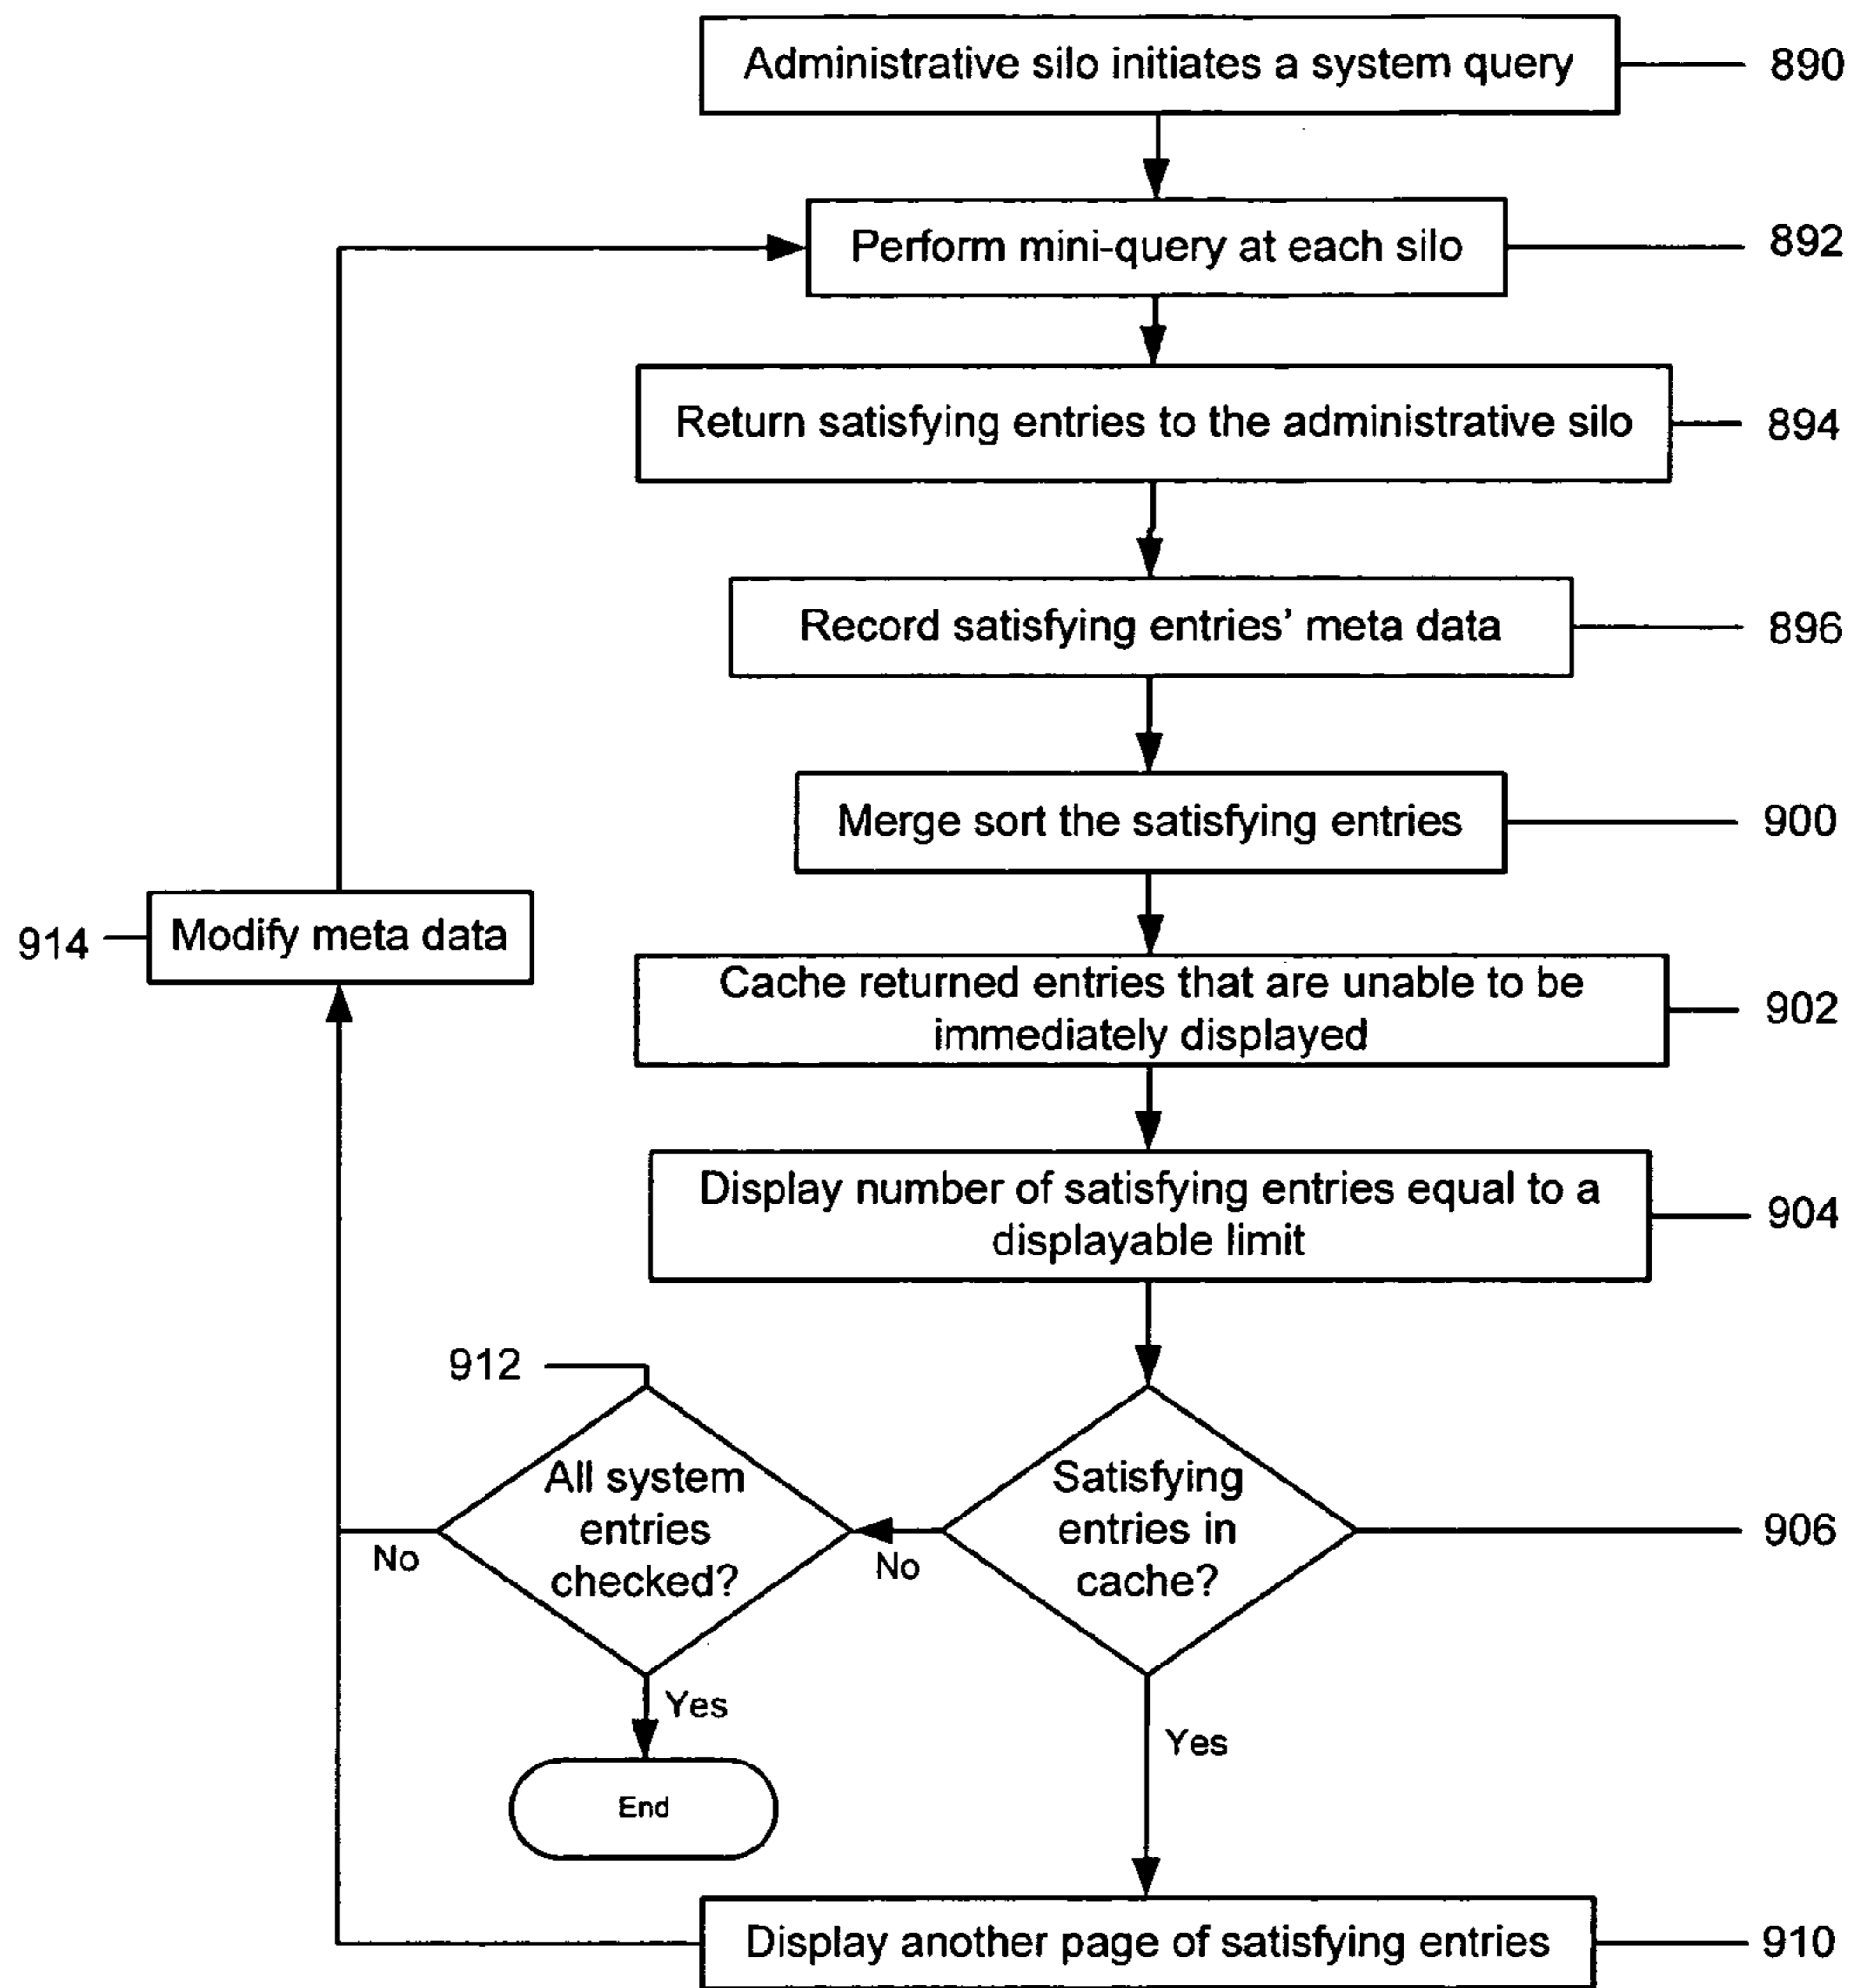 Administrative silo initiates a system query
890
Perform mini-query at each silo
892
Return satisfying entries to the administrative silo
894
Record satisfying entries' meta data
896
Merge sort the satisfying entries
900
914
Modify meta data
Cache returned entries that are unable to be
immediately displayed
902
Display number of satisfying entries equal to a
displayable limit
904
912
All system
entries
checked?
Satisfying
entries in
cache?
906
No
No
Yes
Yes
End
Display another page of satisfying entries
910